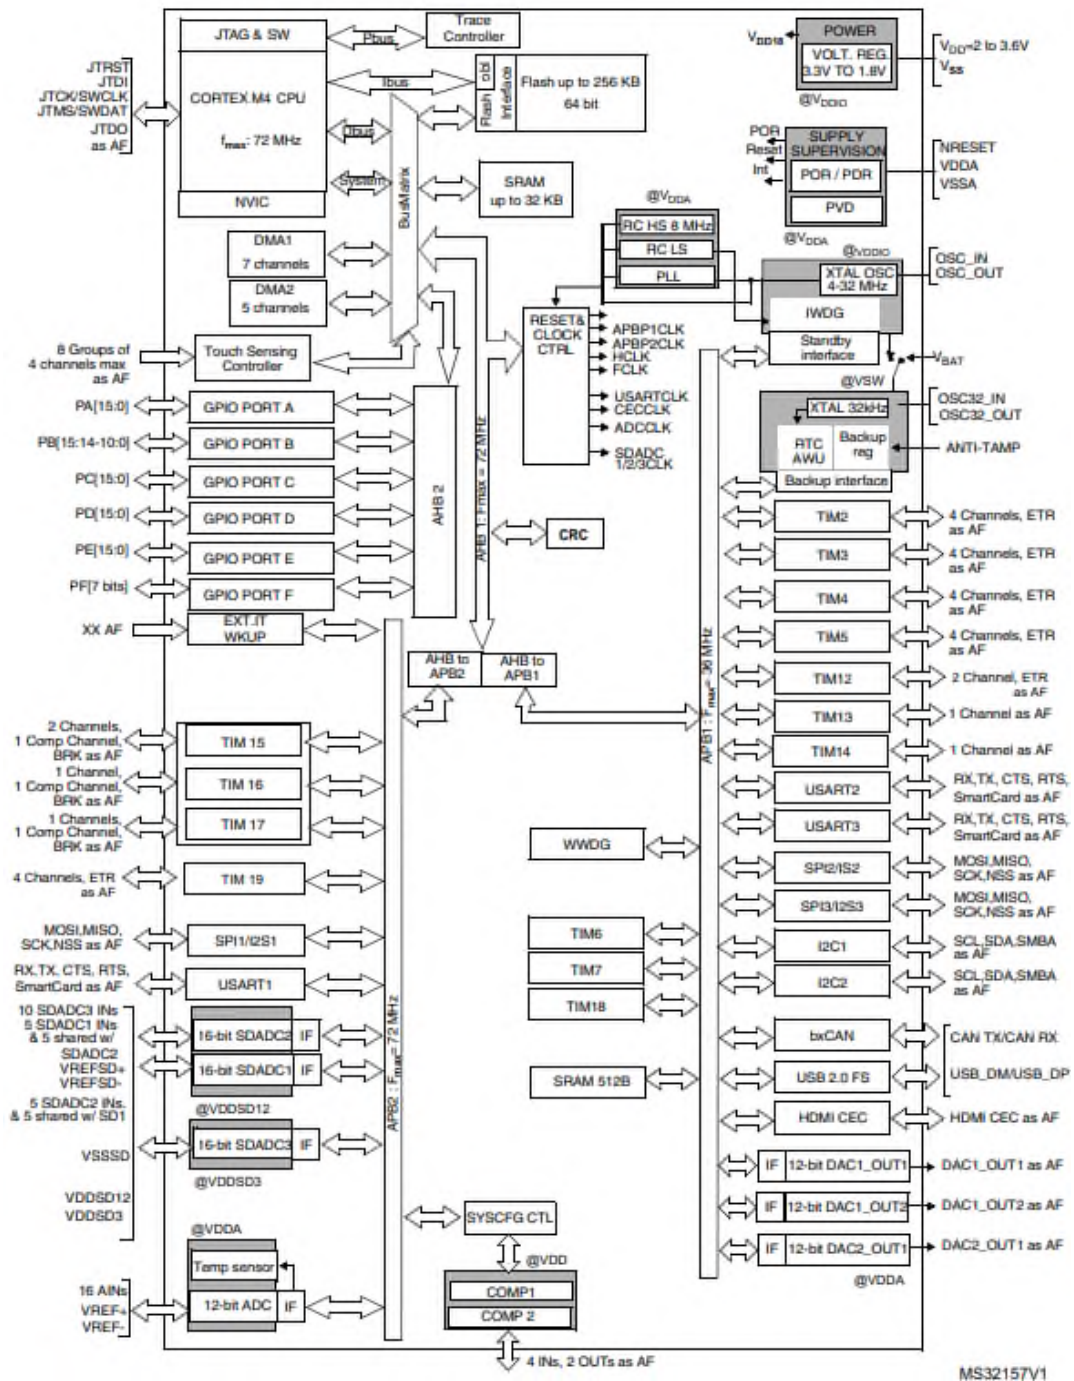 JTAG & SW
Pbus
Trace
Controller
JTRST
JTDI
JTCK/SWCLK
JTMS/SWDAT
JTDO
as AF
CORTEX M4 CPU
fmax: 72 MHz
NVIC
Ibus
Dbus
System
BusMatrix
Flash obl
Interface
Flash up to 256 KB
64 bit
SRAM
up to 32 KB
VDD18
POWER
VOLT. REG.
3.3V TO 1.8V
VDD=2 to 3.6V
VSS
@VDDIO
POR
Reset
Int
SUPPLY
SUPERVISION
POR / PDR
PVD
NRESET
VDDA
VSSA
@VDDA
@VDDA
RC HS 8 MHz
RC LS
PLL
@VDDIO
XTAL OSC
4-32 MHz
IWDG
Standby
interface
OSC_IN
OSC_OUT
VBAT
@VSW
XTAL 32kHz
RTC
AWU
Backup
reg
Backup interface
OSC32_IN
OSC32_OUT
ANTI-TAMP
RESET&
CLOCK
CTRL
APBP1CLK
APBP2CLK
HCLK
FCLK
USARTCLK
CECCLK
ADCCLK
SDADC
1/2/3CLK
DMA1
7 channels
DMA2
5 channels
8 Groups of
4 channels max
as AF
Touch Sensing
Controller
PA[15:0]
GPIO PORT A
PB[15:14-10:0]
GPIO PORT B
PC[15:0]
GPIO PORT C
PD[15:0]
GPIO PORT D
PE[15:0]
GPIO PORT E
PF[7 bits]
GPIO PORT F
XX AF
EXT.IT
WKUP
AHB 2
AHB 1 : Fmax = 72 MHz
CRC
AHB to
APB2
AHB to
APB1
2 Channels,
1 Comp Channel,
BRK as AF
TIM 15
1 Channel,
1 Comp Channel,
BRK as AF
TIM 16
1 Channels,
1 Comp Channel,
BRK as AF
TIM 17
4 Channels, ETR
as AF
TIM 19
MOSI,MISO,
SCK,NSS as AF
SPI1/I2S1
RX,TX, CTS, RTS,
SmartCard as AF
USART1
10 SDADC3 INs
5 SDADC1 INs
& 5 shared w/
SDADC2
VREFSD+
VREFSD-
5 SDADC2 INs.
& 5 shared w/ SD1
VSSSD
VDDSD12
VDDSD3
16-bit SDADC2 IF
16-bit SDADC1 IF
@VDDSD12
16-bit SDADC3 IF
@VDDSD3
@VDDA
Temp sensor
12-bit ADC IF
16 AINs
VREF+
VREF-
APB2 : Fmax = 72 MHz
SYSCFG CTL
@VDD
COMP1
COMP 2
4 INs, 2 OUTs as AF
WWDG
TIM6
TIM7
TIM18
SRAM 512B
APB1 : Fmax = 36 MHz
TIM2
4 Channels, ETR
as AF
TIM3
4 Channels, ETR
as AF
TIM4
4 Channels, ETR
as AF
TIM5
4 Channels, ETR
as AF
TIM12
2 Channel, ETR
as AF
TIM13
1 Channel as AF
TIM14
1 Channel as AF
USART2
RX,TX, CTS, RTS,
SmartCard as AF
USART3
RX,TX, CTS, RTS,
SmartCard as AF
SPI2/IS2
MOSI,MISO,
SCK,NSS as AF
SPI3/I2S3
MOSI,MISO,
SCK,NSS as AF
I2C1
SCL,SDA,SMBA
as AF
I2C2
SCL,SDA,SMBA
as AF
bxCAN
CAN TX/CAN RX
USB 2.0 FS
USB_DM/USB_DP
HDMI CEC
HDMI CEC as AF
IF 12-bit DAC1_OUT1
DAC1_OUT1 as AF
IF 12-bit DAC1_OUT2
DAC1_OUT2 as AF
IF 12-bit DAC2_OUT1
DAC2_OUT1 as AF
@VDDA
MS32157V1